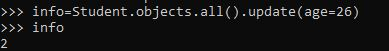 >>> info=Student.objects.all().update(age=26)
>>> info
2